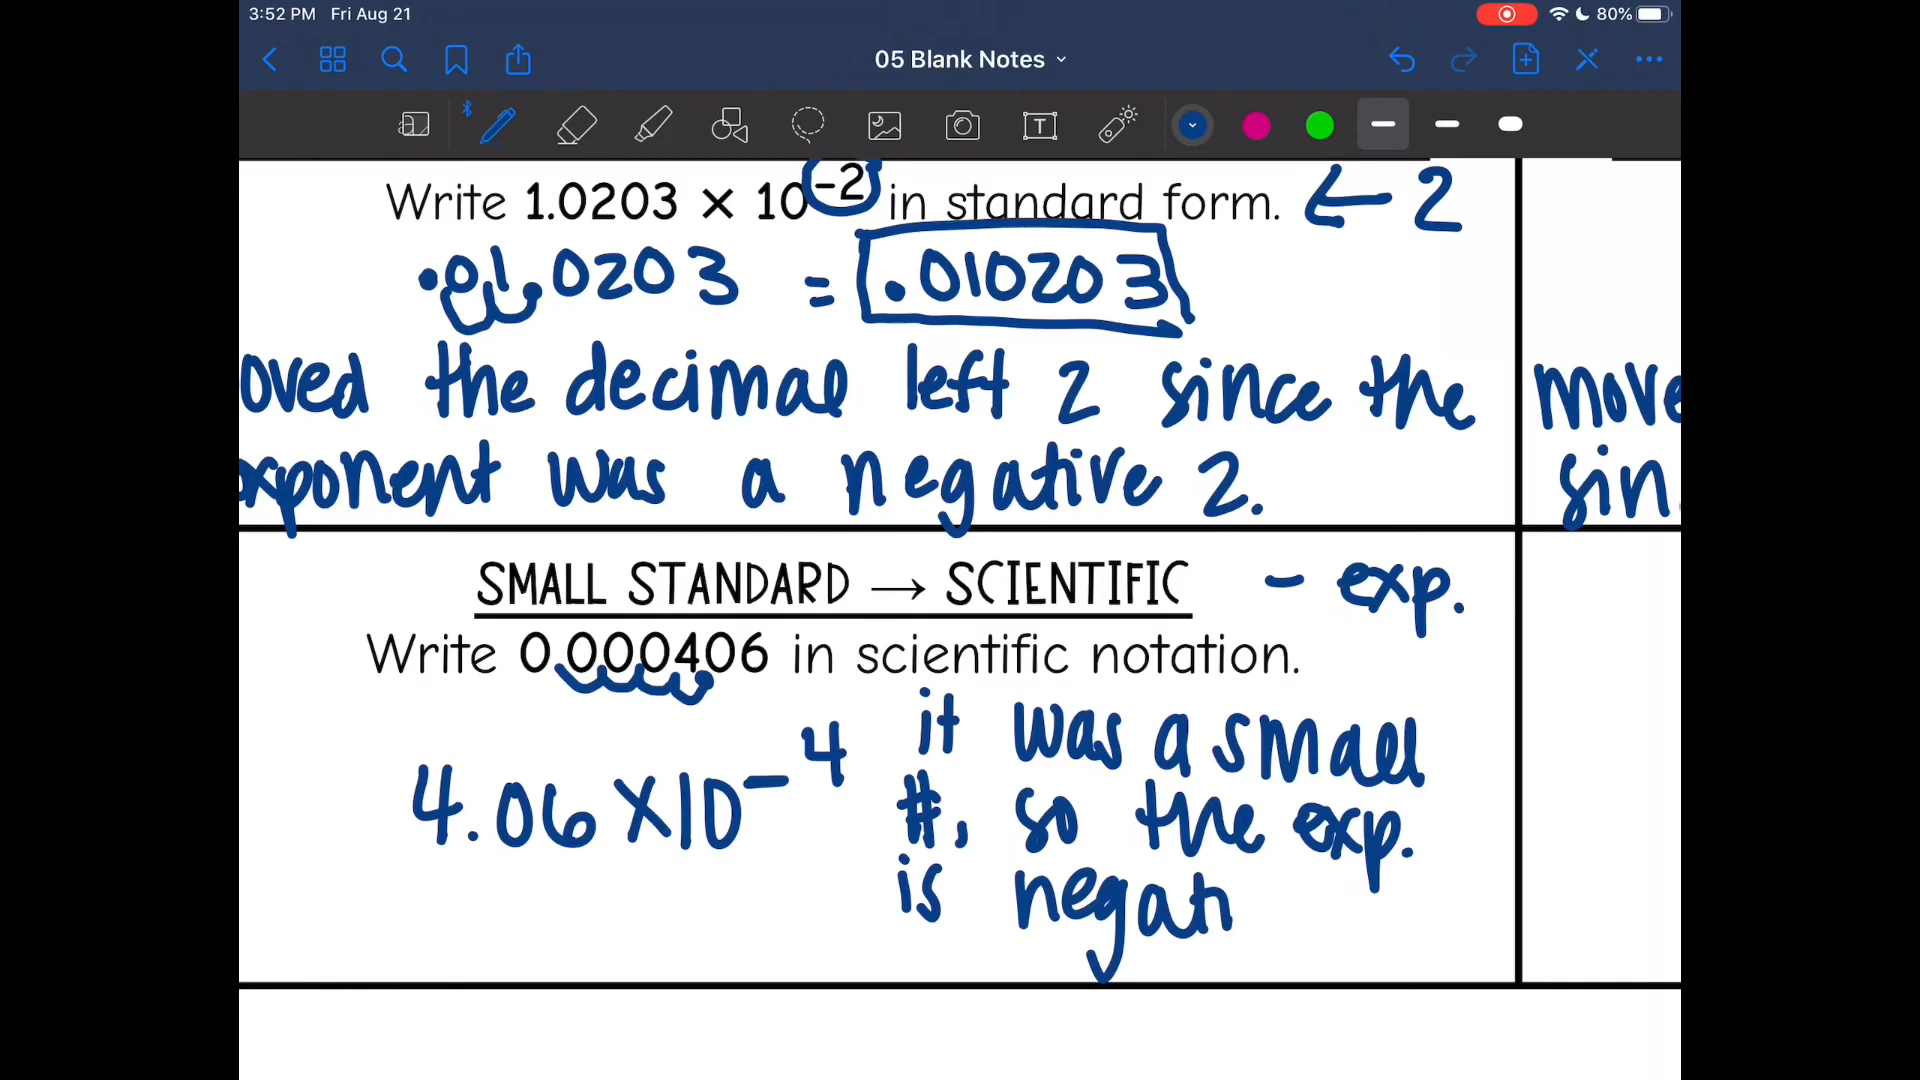 3:52 PM Fri Aug 21
80%
05 Blank Notes
Write 1.0203 × 10⁻² in standard form. ← 2
.01.0203 = .010203
oved the decimal left 2 since the
xponent was a negative 2.
move
sin
SMALL STANDARD → SCIENTIFIC - exp.
Write 0.000406 in scientific notation.
4.06 X10⁻⁴
it was a small
#, so the exp.
is negati